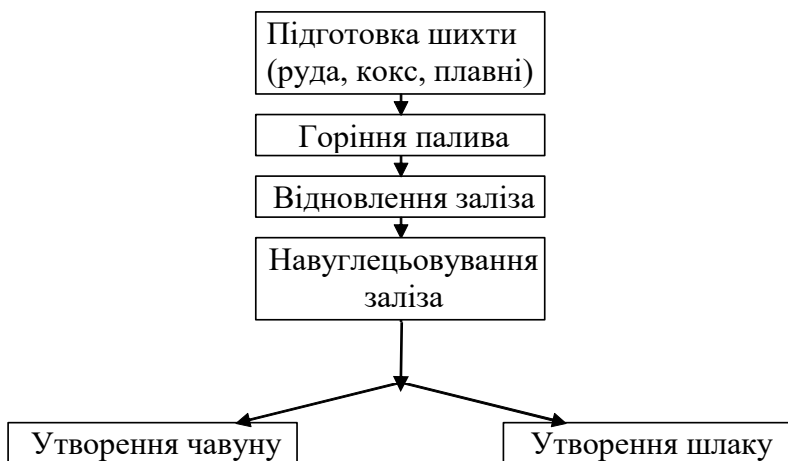 Підготовка шихти
(руда, кокс, плавні)
Горіння палива
Відновлення заліза
Навуглецьовування
заліза
Утворення чавуну
Утворення шлаку